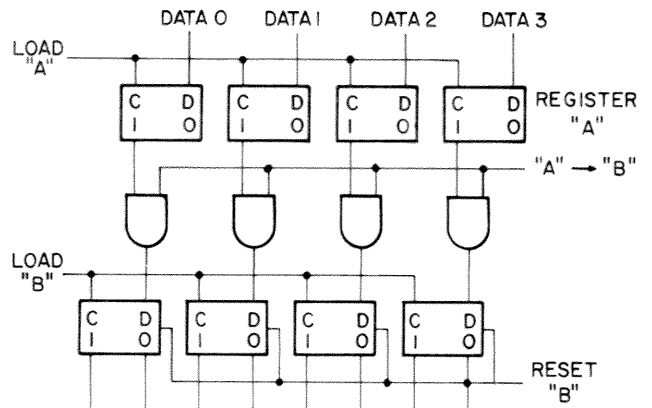 DATA 0 DATA 1 DATA 2 DATA 3
LOAD
"A"
C D C D C D C D
I O I O I O I O
REGISTER
"A"
"A" → "B"
LOAD
"B"
C D C D C D C D
I O I O I O I O
RESET
"B"